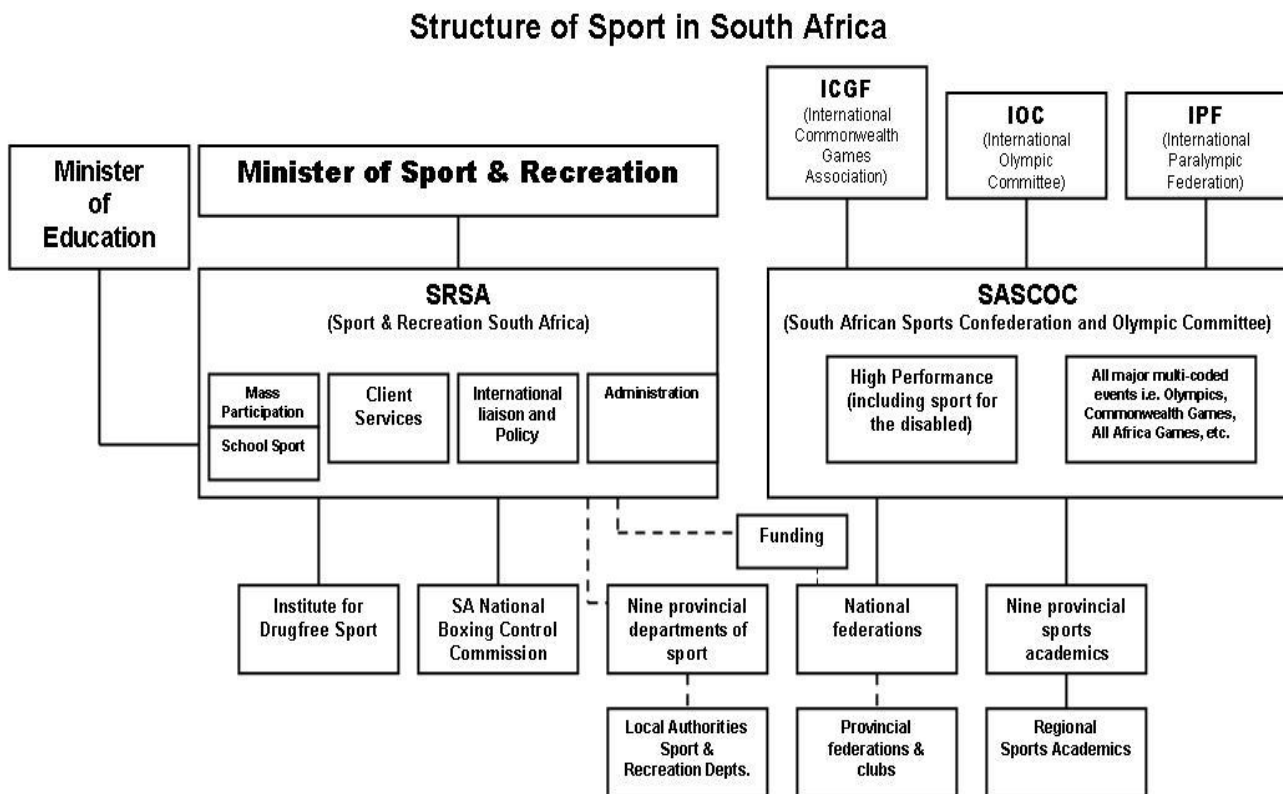 Structure of Sport in South Africa
Minister
of
Education
Minister of Sport & Recreation
ICGF
(International
Commonwealth
Games
Association)
IOC
(International
Olympic
Committee)
IPF
(International
Paralympic
Federation)
SRSA
(Sport & Recreation South Africa)
Mass
Participation
School Sport
Client
Services
International
liaison and
Policy
Administration
SASCOC
(South African Sports Confederation and Olympic Committee)
High Performance
(including sport for
the disabled)
All major multi-coded
events i.e. Olympics,
Commonwealth Games,
All Africa Games, etc.
Funding
Institute for
Drugfree Sport
SA National
Boxing Control
Commission
Nine provincial
departments of
sport
National
federations
Nine provincial
sports
academics
Local Authorities
Sport &
Recreation Depts.
Provincial
federations &
clubs
Regional
Sports Academics